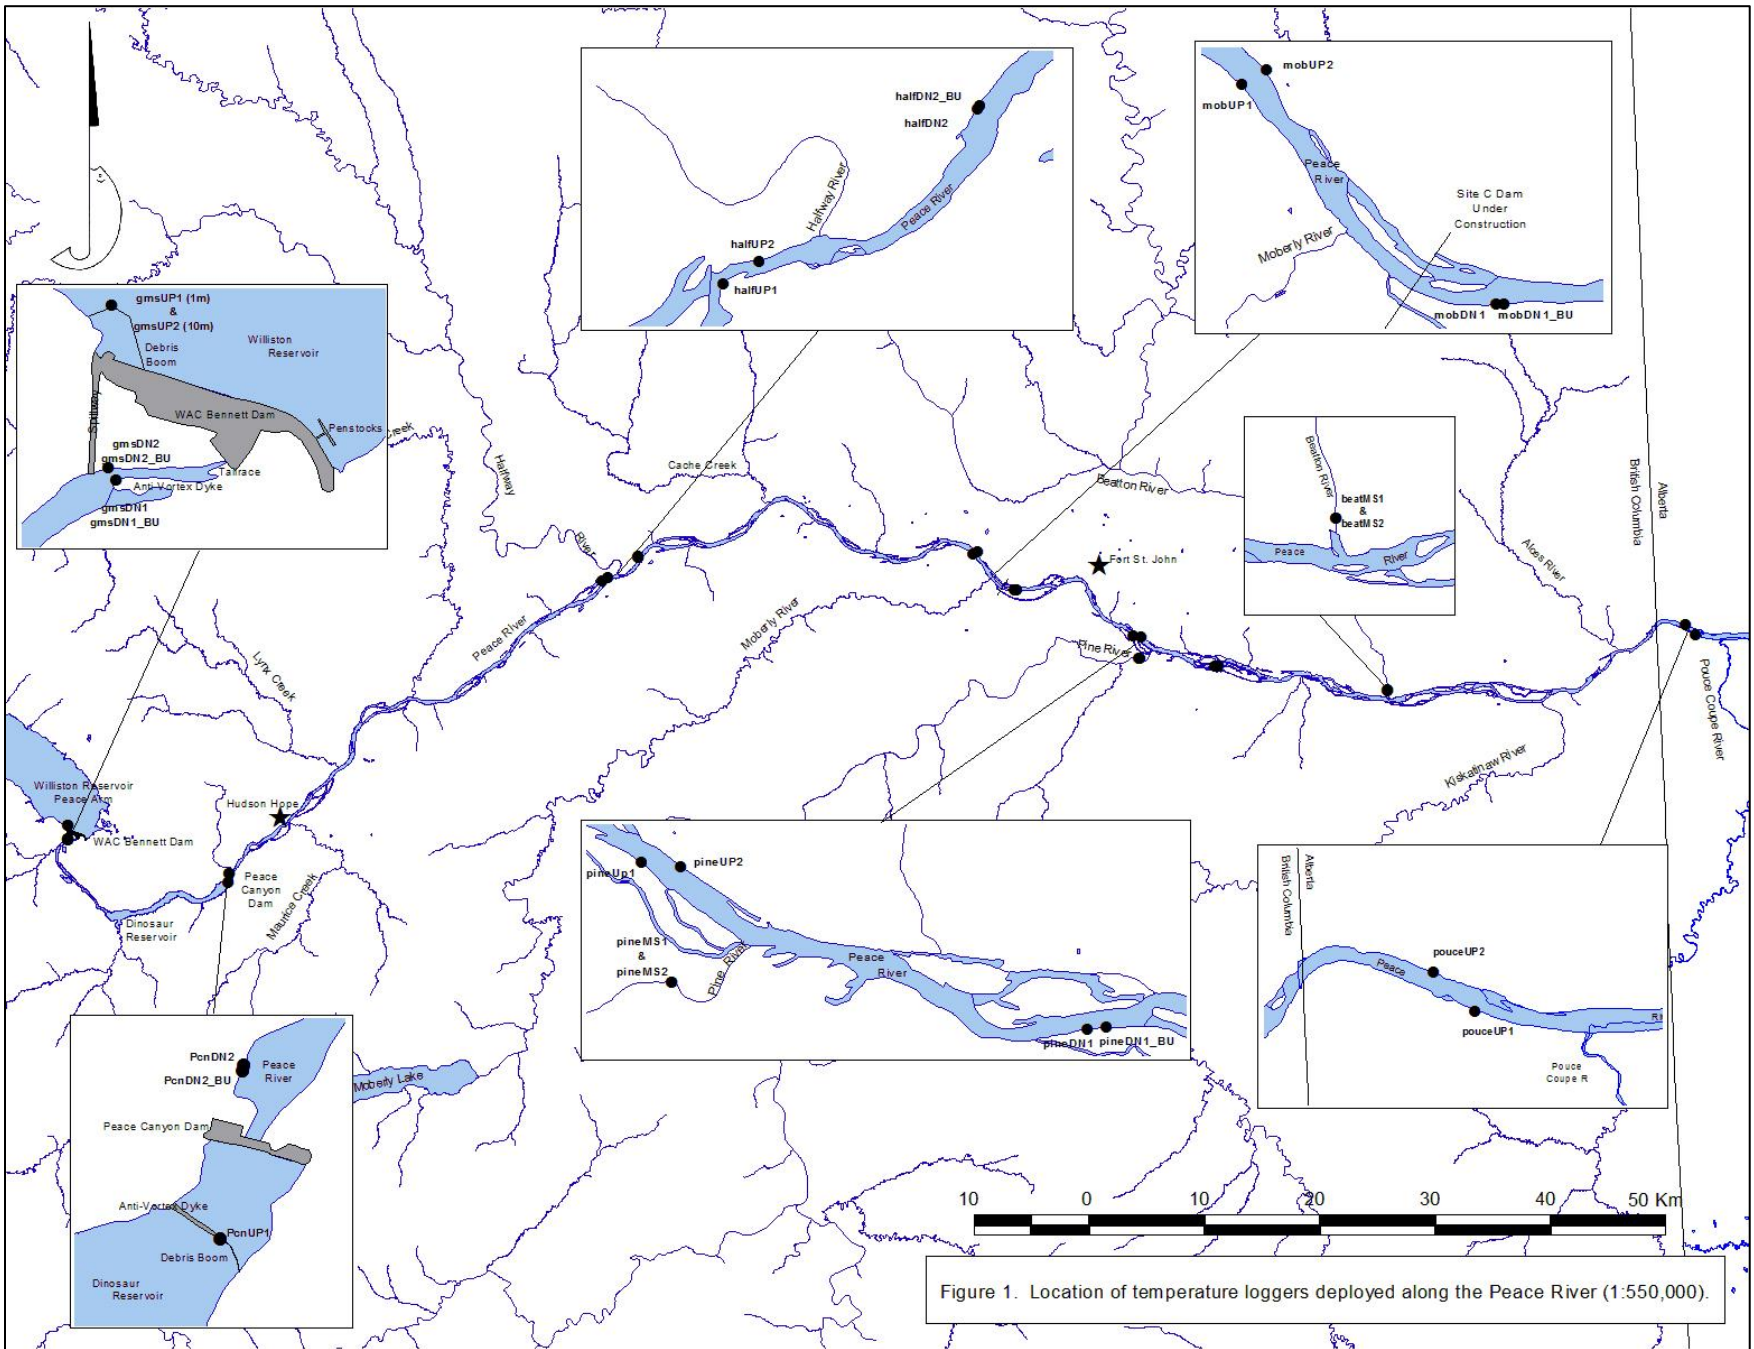 halfDN2_BU
halfDN2
Halfway River
Peace River
halfUP2
halfUP1
mobUP2
mobUP1
Peace
River
Site C Dam
Under
Construction
Moberly River
mobDN1
mobDN1_BU
gmsUP1 (1m)
&
gmsUP2 (10m)
Debris
Boom
Williston
Reservoir
Spillway
WAC Bennett Dam
Penstocks
gmsDN2
gmsDN2_BU
Tailrace
Anti Vortex Dyke
gmsDN1
gmsDN1_BU
Creek
Halfway
River
Cache Creek
Beatton River
Beatton River
beatMS1
&
beatMS2
Peace
River
British Columbia
Alberta
Alces River
Fort St. John
Moberly River
Pine River
Peace River
Lynx Creek
Pouce Coupe River
Kiskatinaw River
Williston Reservoir
Peace Arm
WAC Bennett Dam
Hudson Hope
Peace
Canyon
Dam
Maurice Creek
Dinosaur
Reservoir
pineUp1
pineUP2
pineMS1
&
pineMS2
Pine River
Peace
River
pineDN1
pineDN1_BU
British Columbia
Alberta
Peace
pouceUP2
pouceUP1
Pouce
Coupe R
PcnDN2
PcnDN2_BU
Peace
River
Peace Canyon Dam
Anti-Vortex Dyke
PcnUP1
Debris Boom
Dinosaur
Reservoir
Moberly Lake
10 0 10 20 30 40 50 Km
Figure 1. Location of temperature loggers deployed along the Peace River (1:550,000).